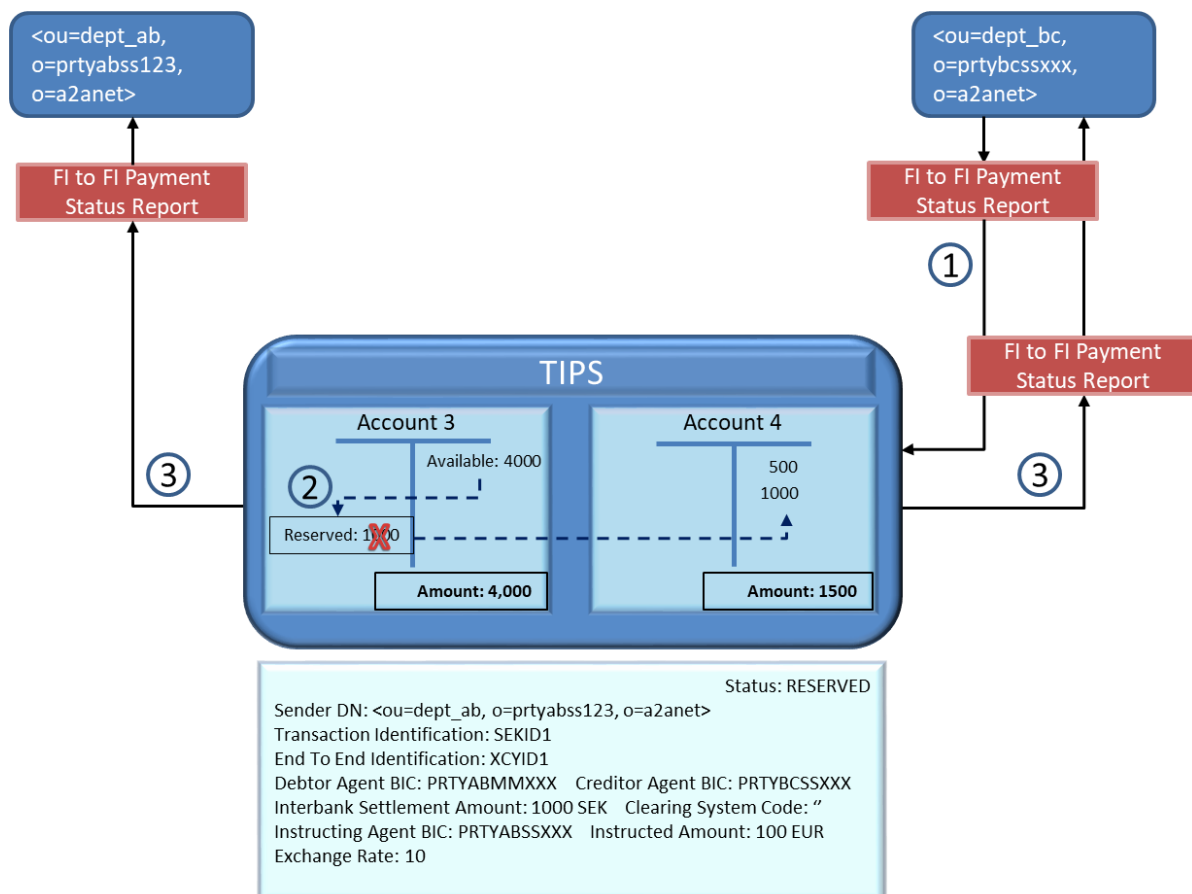 <ou=dept_ab,
o=prtyabss123,
o=a2anet>
<ou=dept_bc,
o=prtybcssxxx,
o=a2anet>
FI to FI Payment
Status Report
FI to FI Payment
Status Report
1
FI to FI Payment
Status Report
TIPS
Account 3
Available: 4000
2
Reserved: 1000
X
Amount: 4,000
Account 4
500
1000
Amount: 1500
3
3
Status: RESERVED
Sender DN: <ou=dept_ab, o=prtyabss123, o=a2anet>
Transaction Identification: SEKID1
End To End Identification: XCYID1
Debtor Agent BIC: PRTYABMMXXX Creditor Agent BIC: PRTYBCSSXXX
Interbank Settlement Amount: 1000 SEK Clearing System Code: ‘’
Instructing Agent BIC: PRTYABSSXXX Instructed Amount: 100 EUR
Exchange Rate: 10